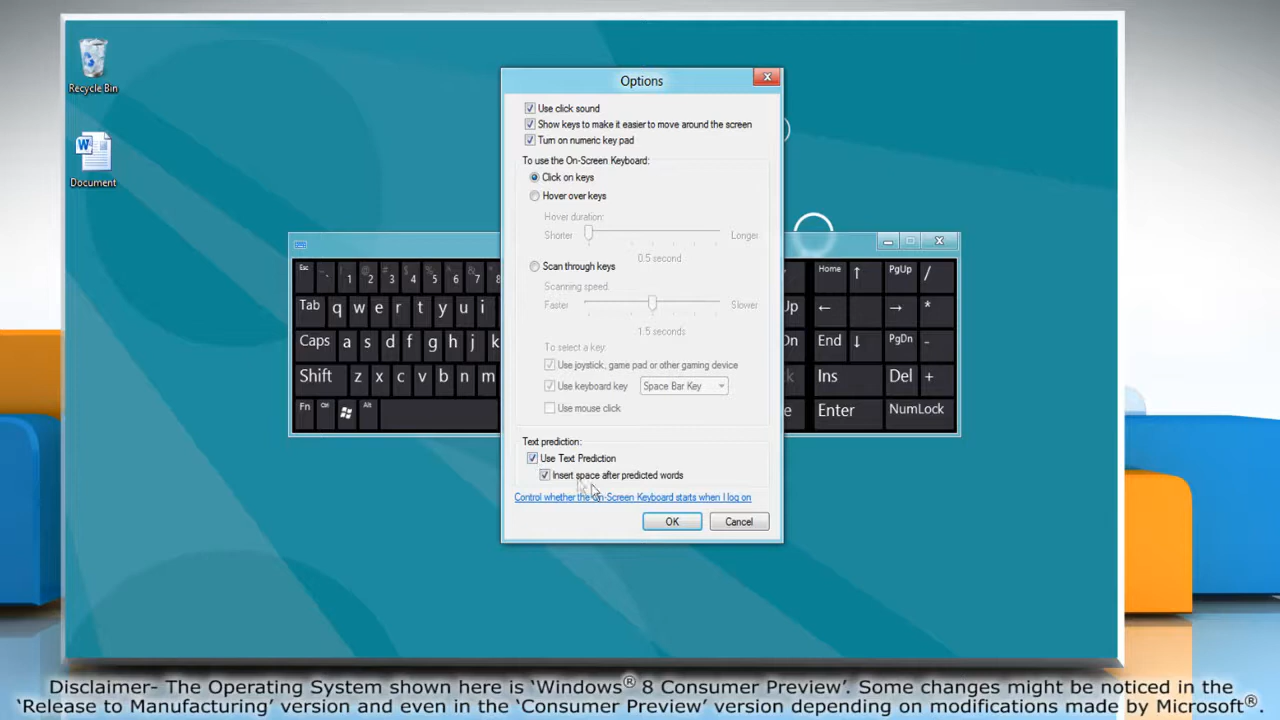 Recycle Bin
Document
Options
Use click sound
Show keys to make it easier to move around the screen
Turn on numeric key pad
To use the On-Screen Keyboard:
Click on keys
Hover over keys
Hover duration:
Shorter Longer
0.5 second
Scan through keys
Scanning speed:
Faster Slower
1.5 seconds
To select a key:
Use joystick, game pad or other gaming device
Use keyboard key Space Bar Key
Use mouse click
Text prediction:
Use Text Prediction
Insert space after predicted words
Control whether the On-Screen Keyboard starts when I log on
OK Cancel
Esc 1 2 3 4 5 6 7 8 Home ↑ PgUp /
Tab q w e r t y u i Up ← → *
Caps a s d f g h j k Dn End ↓ PgDn -
Shift z x c v b n m Ins Del +
Fn Ctrl Alt Enter NumLock
Disclaimer- The Operating System shown here is ‘Windows® 8 Consumer Preview’. Some changes might be noticed in the
‘Release to Manufacturing’ version and even in the ‘Consumer Preview’ version depending on modifications made by Microsoft®.